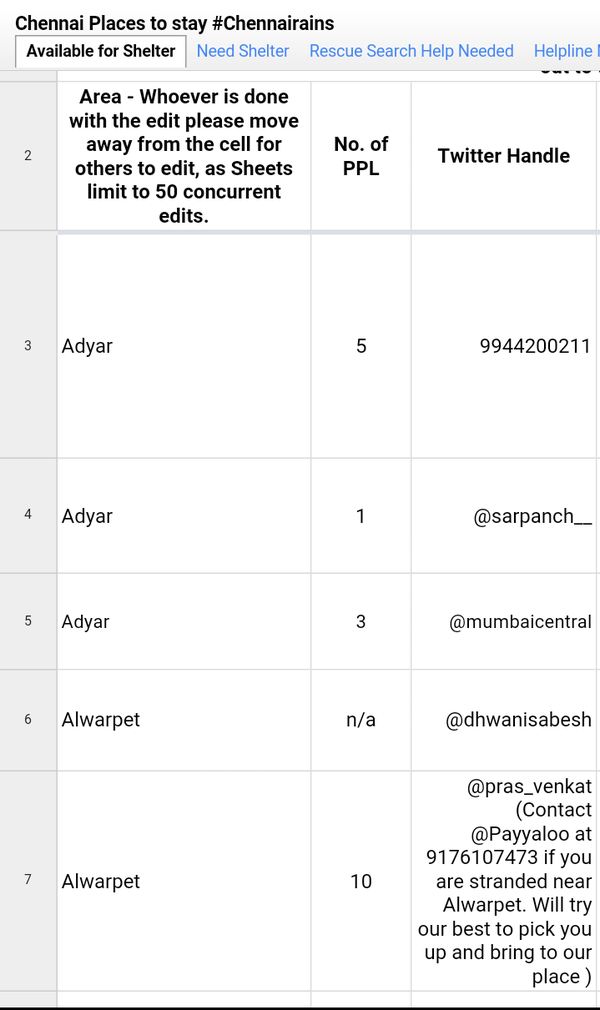 Chennai Places to stay #Chennairains
Available for Shelter
Need Shelter
Rescue Search Help Needed
Helpline
2
Area - Whoever is done
with the edit please move
away from the cell for
others to edit, as Sheets
limit to 50 concurrent
edits.
No. of
PPL
Twitter Handle
3
Adyar
5
9944200211
4
Adyar
1
@sarpanch__
5
Adyar
3
@mumbaicentral
6
Alwarpet
n/a
@dhwanisabesh
7
Alwarpet
10
@pras_venkat
(Contact
@Payyaloo at
9176107473 if you
are stranded near
Alwarpet. Will try
our best to pick you
up and bring to our
place )